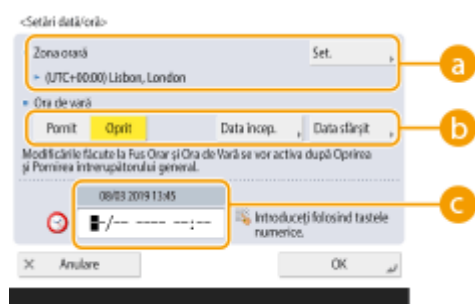 <Setări dată/oră>
Zona orară Set.
a
(UTC+00:00) Lisbon, London
Ora de vară
Pornit Oprit Data încep. Data sfârșit
b
Modificările făcute la Fus Orar și Ora de Vară se vor activa după Oprirea
și Pornirea întrerupătorului general.
08/03 2019 13:45
c
-/-- ---- --:--
Introduceți folosind tastele
numerice.
× Anulare OK